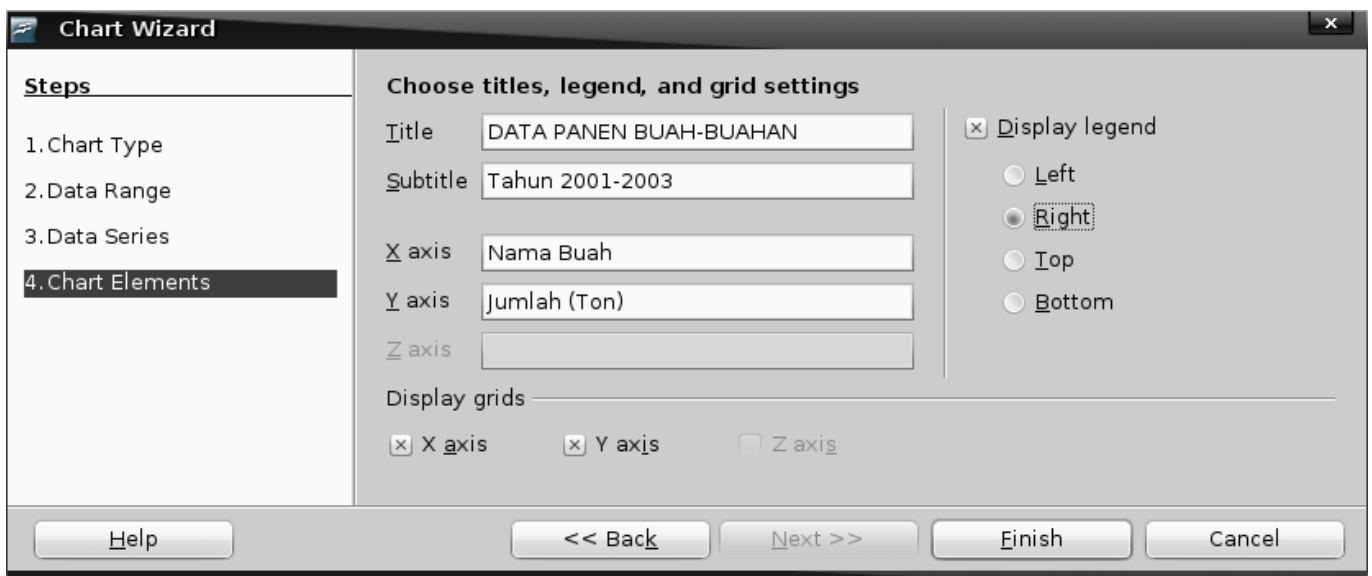 Chart Wizard
Steps
1. Chart Type
2. Data Range
3. Data Series
4. Chart Elements
Choose titles, legend, and grid settings
Title DATA PANEN BUAH-BUAHAN
Subtitle Tahun 2001-2003
X axis Nama Buah
Y axis Jumlah (Ton)
Z axis
Display legend
Left
Right
Top
Bottom
Display grids
X axis Y axis Z axis
Help << Back Next >> Finish Cancel